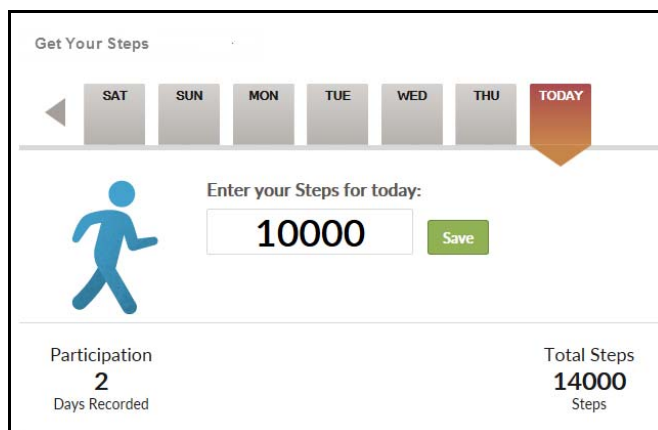 Get Your Steps
SAT SUN MON TUE WED THU TODAY
Enter your Steps for today:
10000 Save
Participation
2
Days Recorded
Total Steps
14000
Steps